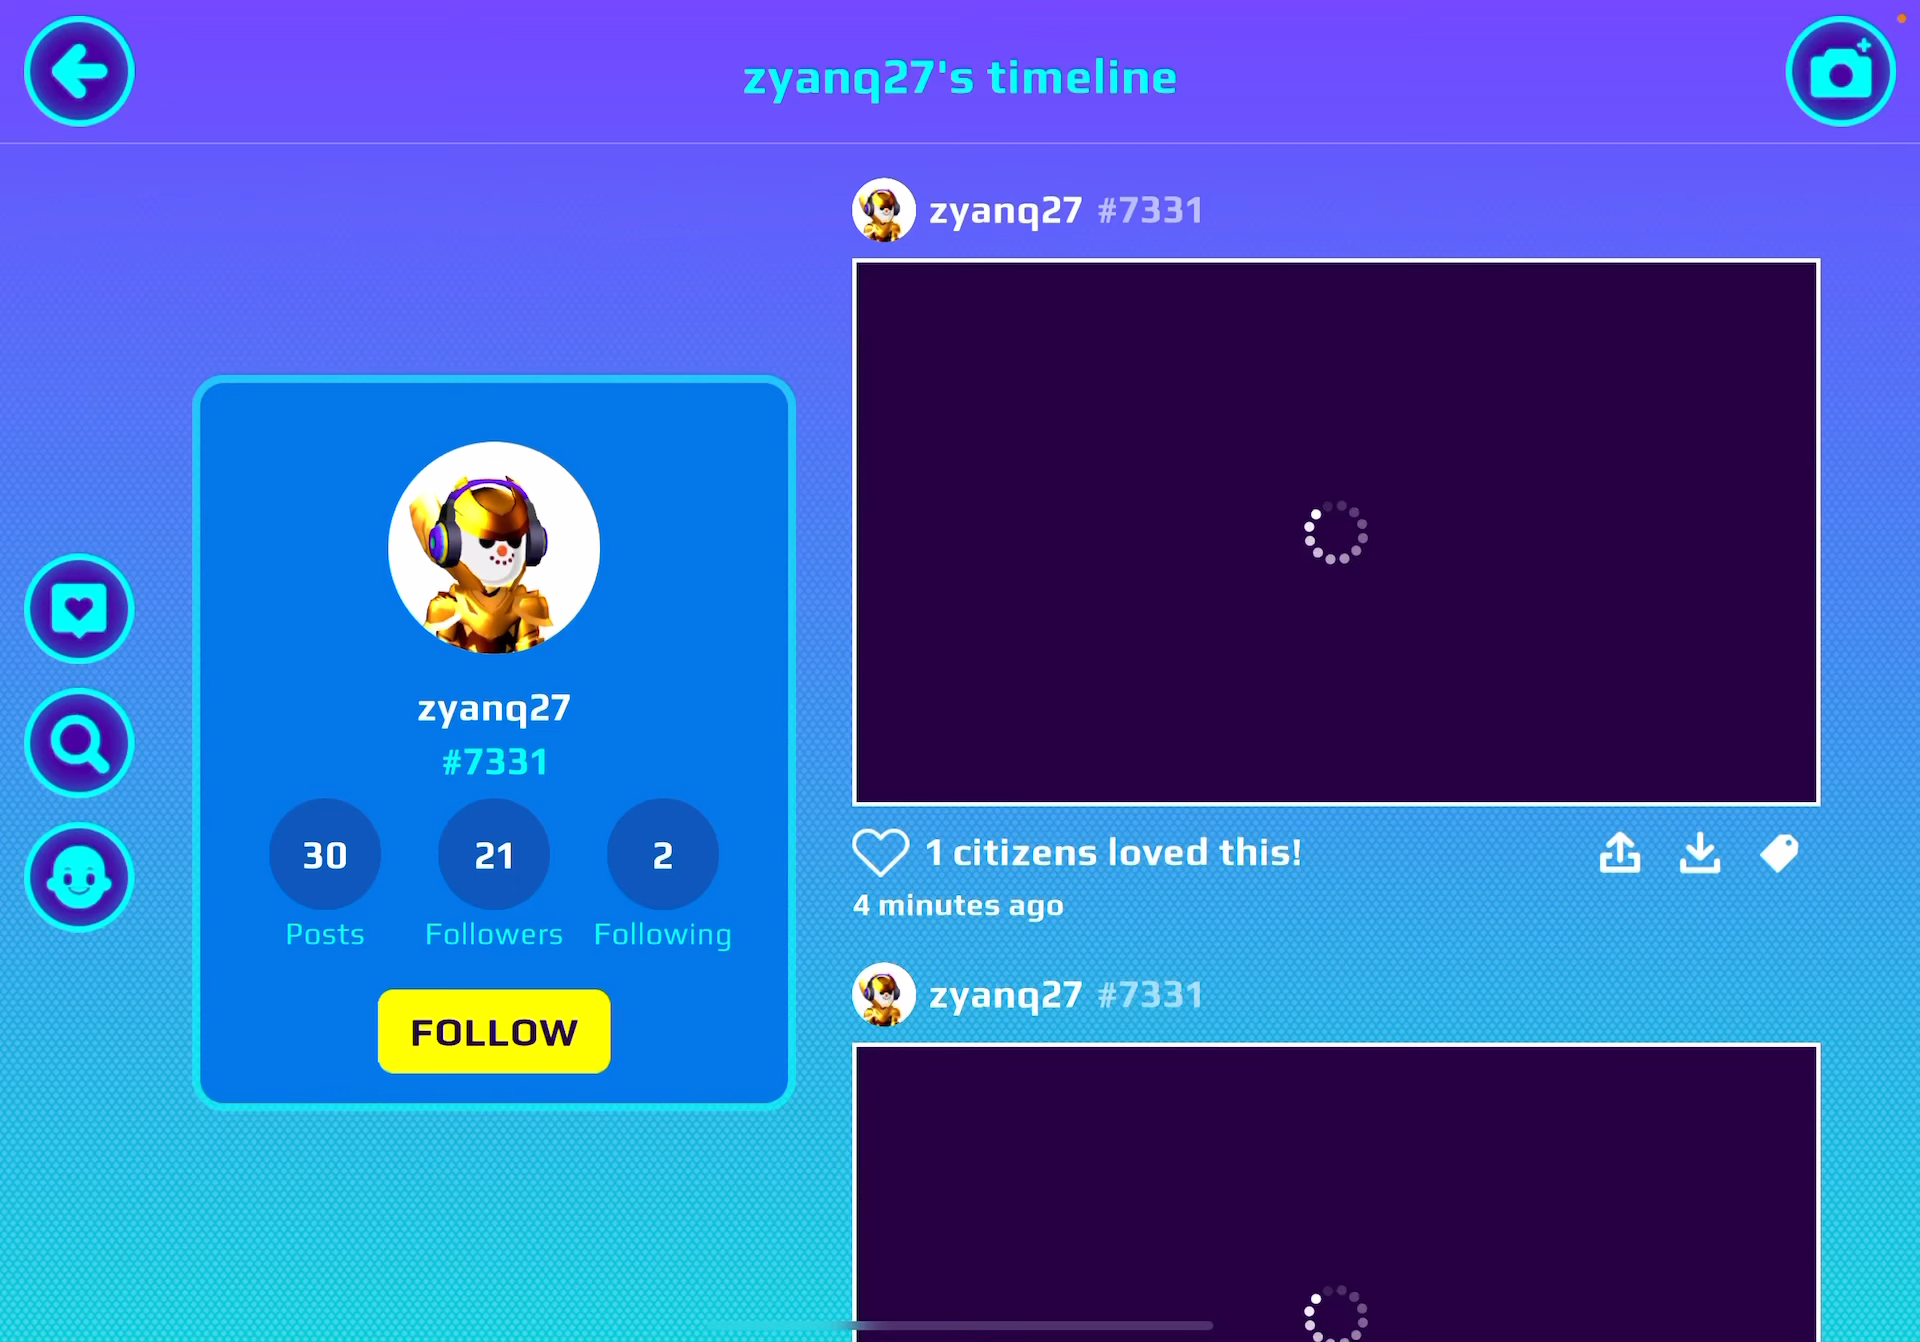 zyanq27's timeline
zyanq27
#7331
30
21
2
Posts
Followers
Following
FOLLOW
zyanq27 #7331
1 citizens loved this!
4 minutes ago
zyanq27 #7331